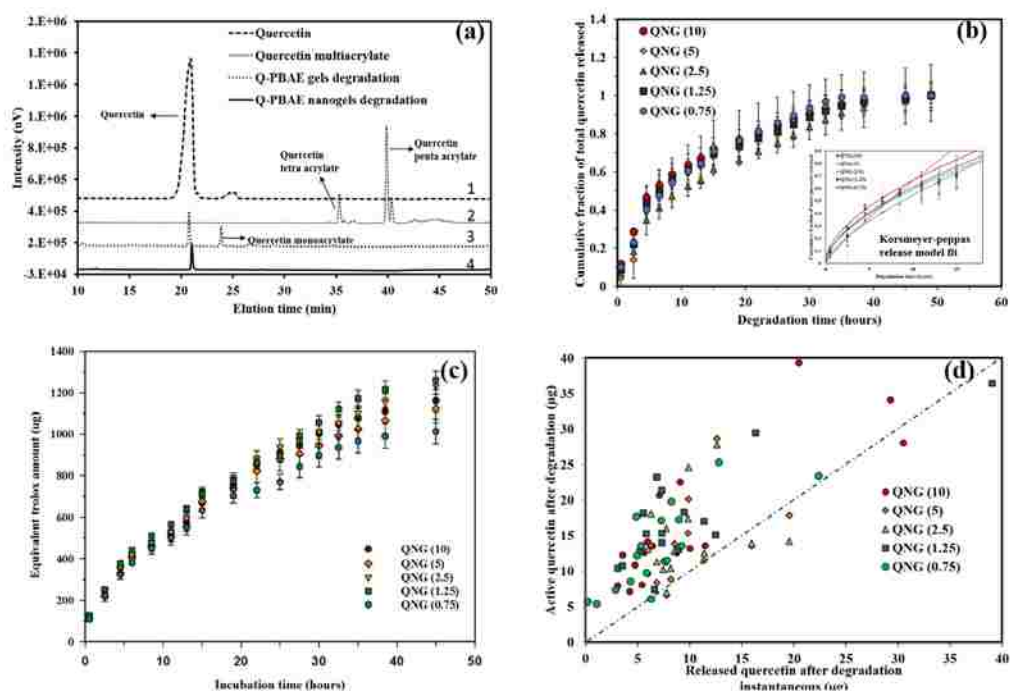 (a)
Quercetin
Quercetin multiacrylate
Q-PBAE gels degradation
Q-PBAE nanogels degradation
Quercetin
Quercetin
tetra acrylate
Quercetin
penta acrylate
Quercetin monoacrylate
1
2
3
4
2.E+06
1.E+06
1.E+06
8.E+05
6.E+05
4.E+05
2.E+05
-3.E+04
Intensity (uV)
10 15 20 25 30 35 40 45 50
Elution time (min)
(b)
QNG (10)
QNG (5)
QNG (2.5)
QNG (1.25)
QNG (0.75)
1.4
1.2
1
0.8
0.6
0.4
0.2
0
Cumulative fraction of total quercetin released
Korsmeyer-peppas
release model fit
0 10 20 30 40 50 60
Degradation time (hours)
(c)
1400
1200
1000
800
600
400
200
0
Equivalent trolox amount (ug)
QNG (10)
QNG (5)
QNG (2.5)
QNG (1.25)
QNG (0.75)
0 5 10 15 20 25 30 35 40 45 50
Incubation time (hours)
(d)
40
35
30
25
20
15
10
5
0
Active quercetin after degradation (μg)
QNG (10)
QNG (5)
QNG (2.5)
QNG (1.25)
QNG (0.75)
0 5 10 15 20 25 30 35 40
Released quercetin after degradation
instantaneous (μg)